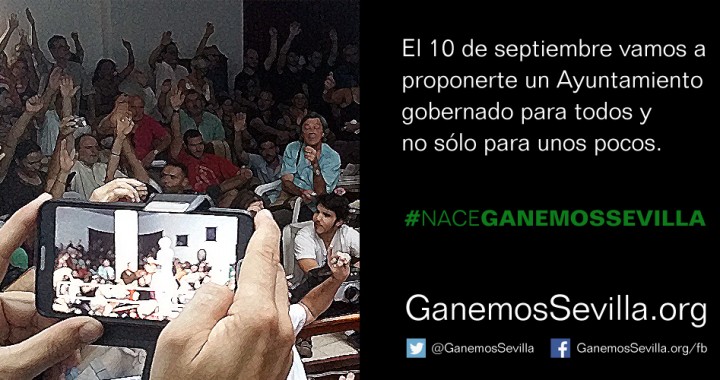 El 10 de septiembre vamos a
proponerte un Ayuntamiento
gobernado para todos y
no sólo para unos pocos.
#NACEGANEMOSSEVILLA
GanemosSevilla.org
@GanemosSevilla GanemosSevilla.org/fb